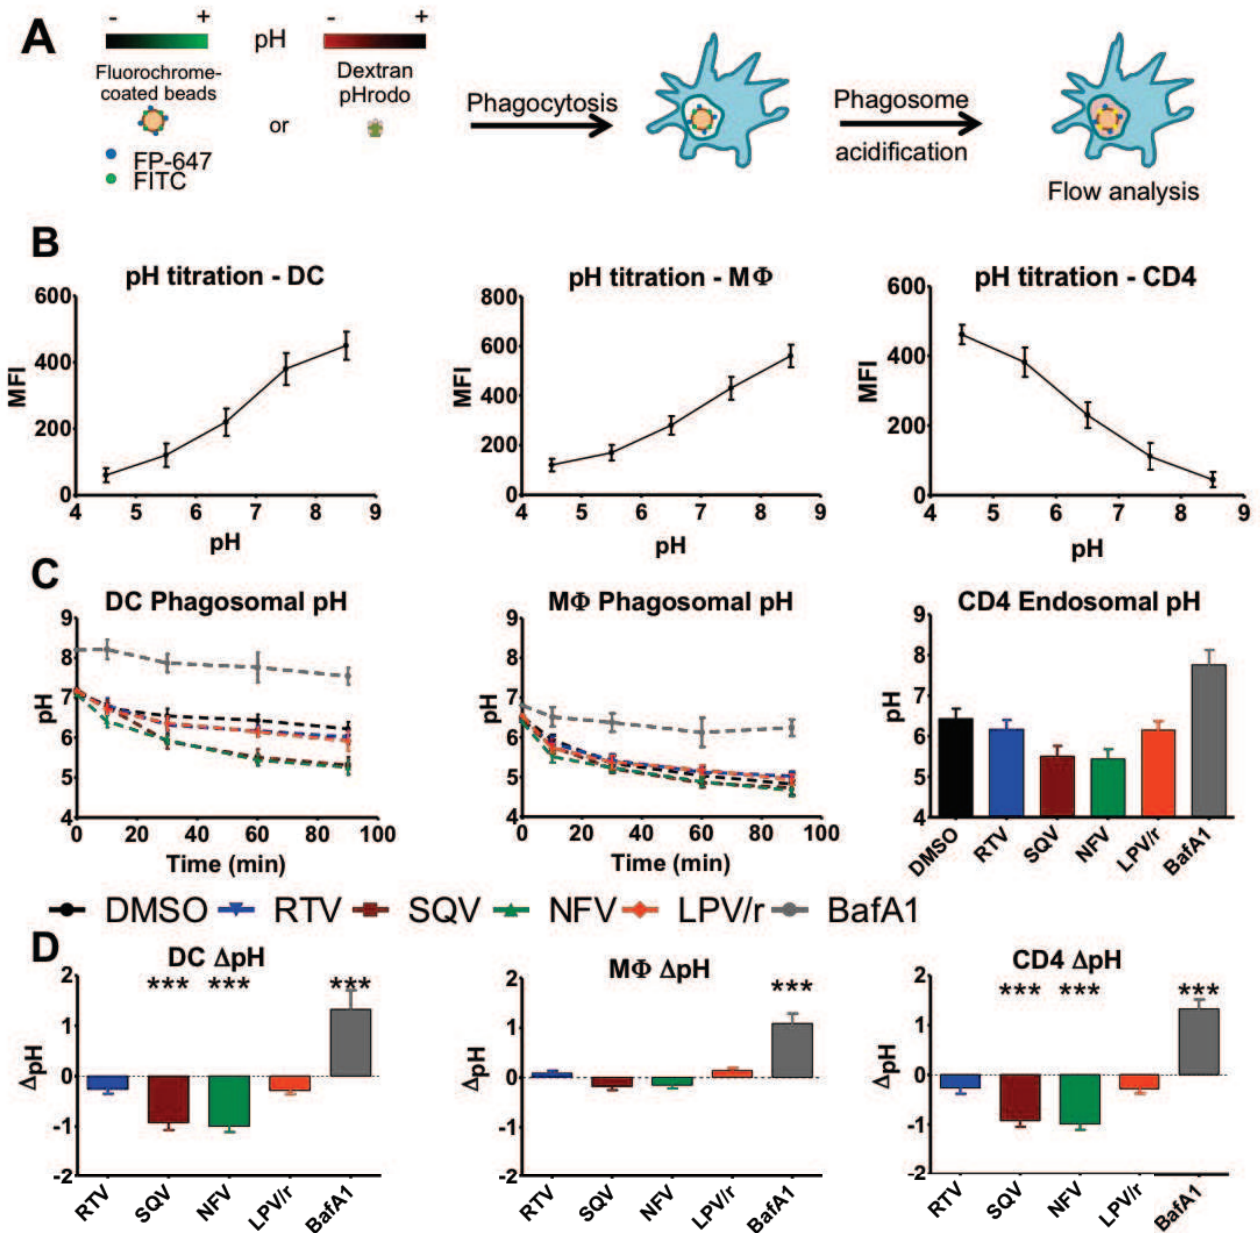 A
- + pH - +
Fluorochrome-
coated beads
Dextran
pHrodo
or
FP-647
FITC
Phagocytosis
Phagosome
acidification
Flow analysis
B
pH titration - DC
MFI
600
400
200
0
4 5 6 7 8 9
pH
pH titration - MΦ
MFI
800
600
400
200
0
4 5 6 7 8 9
pH
pH titration - CD4
MFI
600
400
200
0
4 5 6 7 8 9
pH
C
DC Phagosomal pH
pH
9
8
7
6
5
4
0 20 40 60 80 100
Time (min)
MΦ Phagosomal pH
pH
9
8
7
6
5
4
0 20 40 60 80 100
Time (min)
CD4 Endosomal pH
pH
9
8
7
6
5
4
DMSO RTV SQV NFV LPV/r BafA1
DMSO RTV SQV NFV LPV/r BafA1
D
DC ΔpH
ΔpH
*** *** ***
2
1
0
-1
-2
RTV SQV NFV LPV/r BafA1
MΦ ΔpH
ΔpH
***
2
1
0
-1
-2
RTV SQV NFV LPV/r BafA1
CD4 ΔpH
ΔpH
*** *** ***
2
1
0
-1
-2
RTV SQV NFV LPV/r BafA1